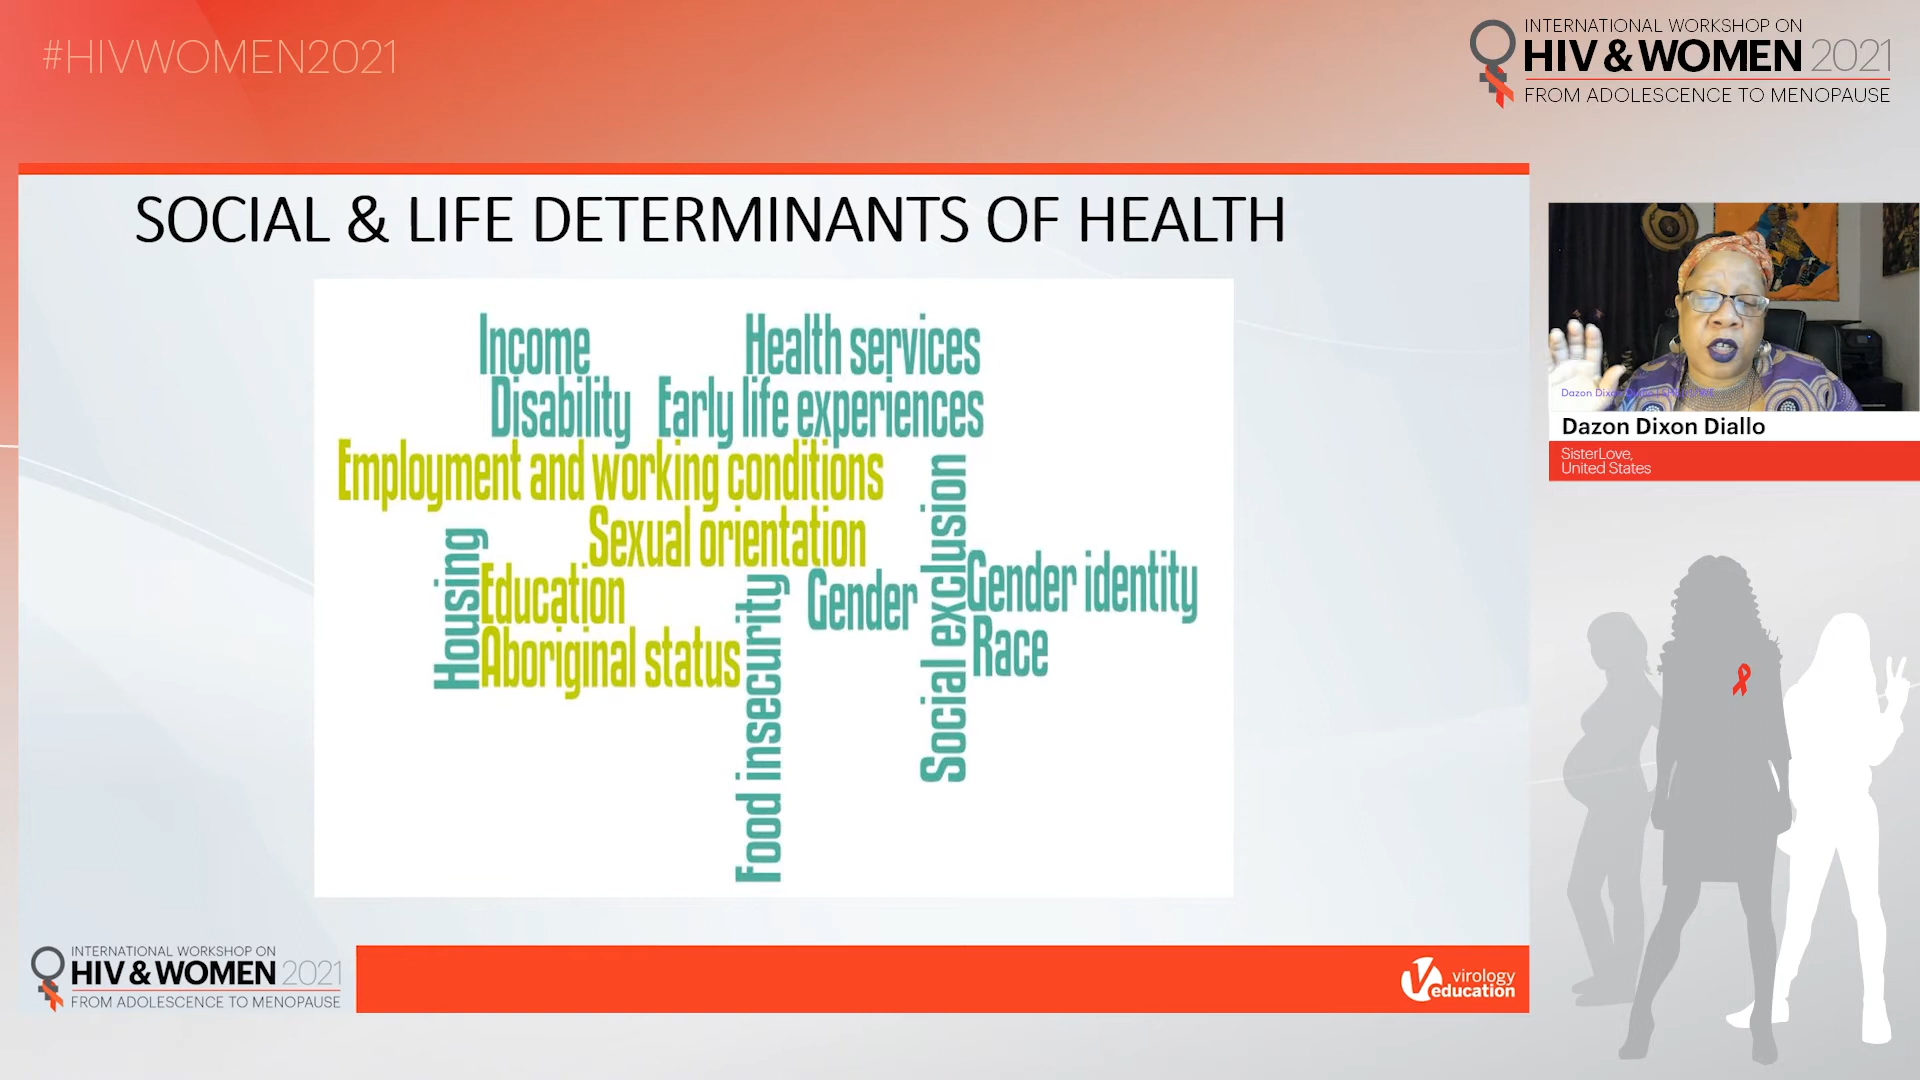 #HIVWOMEN2021
INTERNATIONAL WORKSHOP ON
HIV & WOMEN 2021
FROM ADOLESCENCE TO MENOPAUSE
SOCIAL & LIFE DETERMINANTS OF HEALTH
Income
Health services
Disability
Early life experiences
Employment and working conditions
Sexual orientation
Housing
Education
Aboriginal status
Food insecurity
Gender
Social exclusion
Gender identity
Race
Dazon Dixon Diallo
SisterLove,
United States
INTERNATIONAL WORKSHOP ON
HIV & WOMEN 2021
FROM ADOLESCENCE TO MENOPAUSE
virology
education